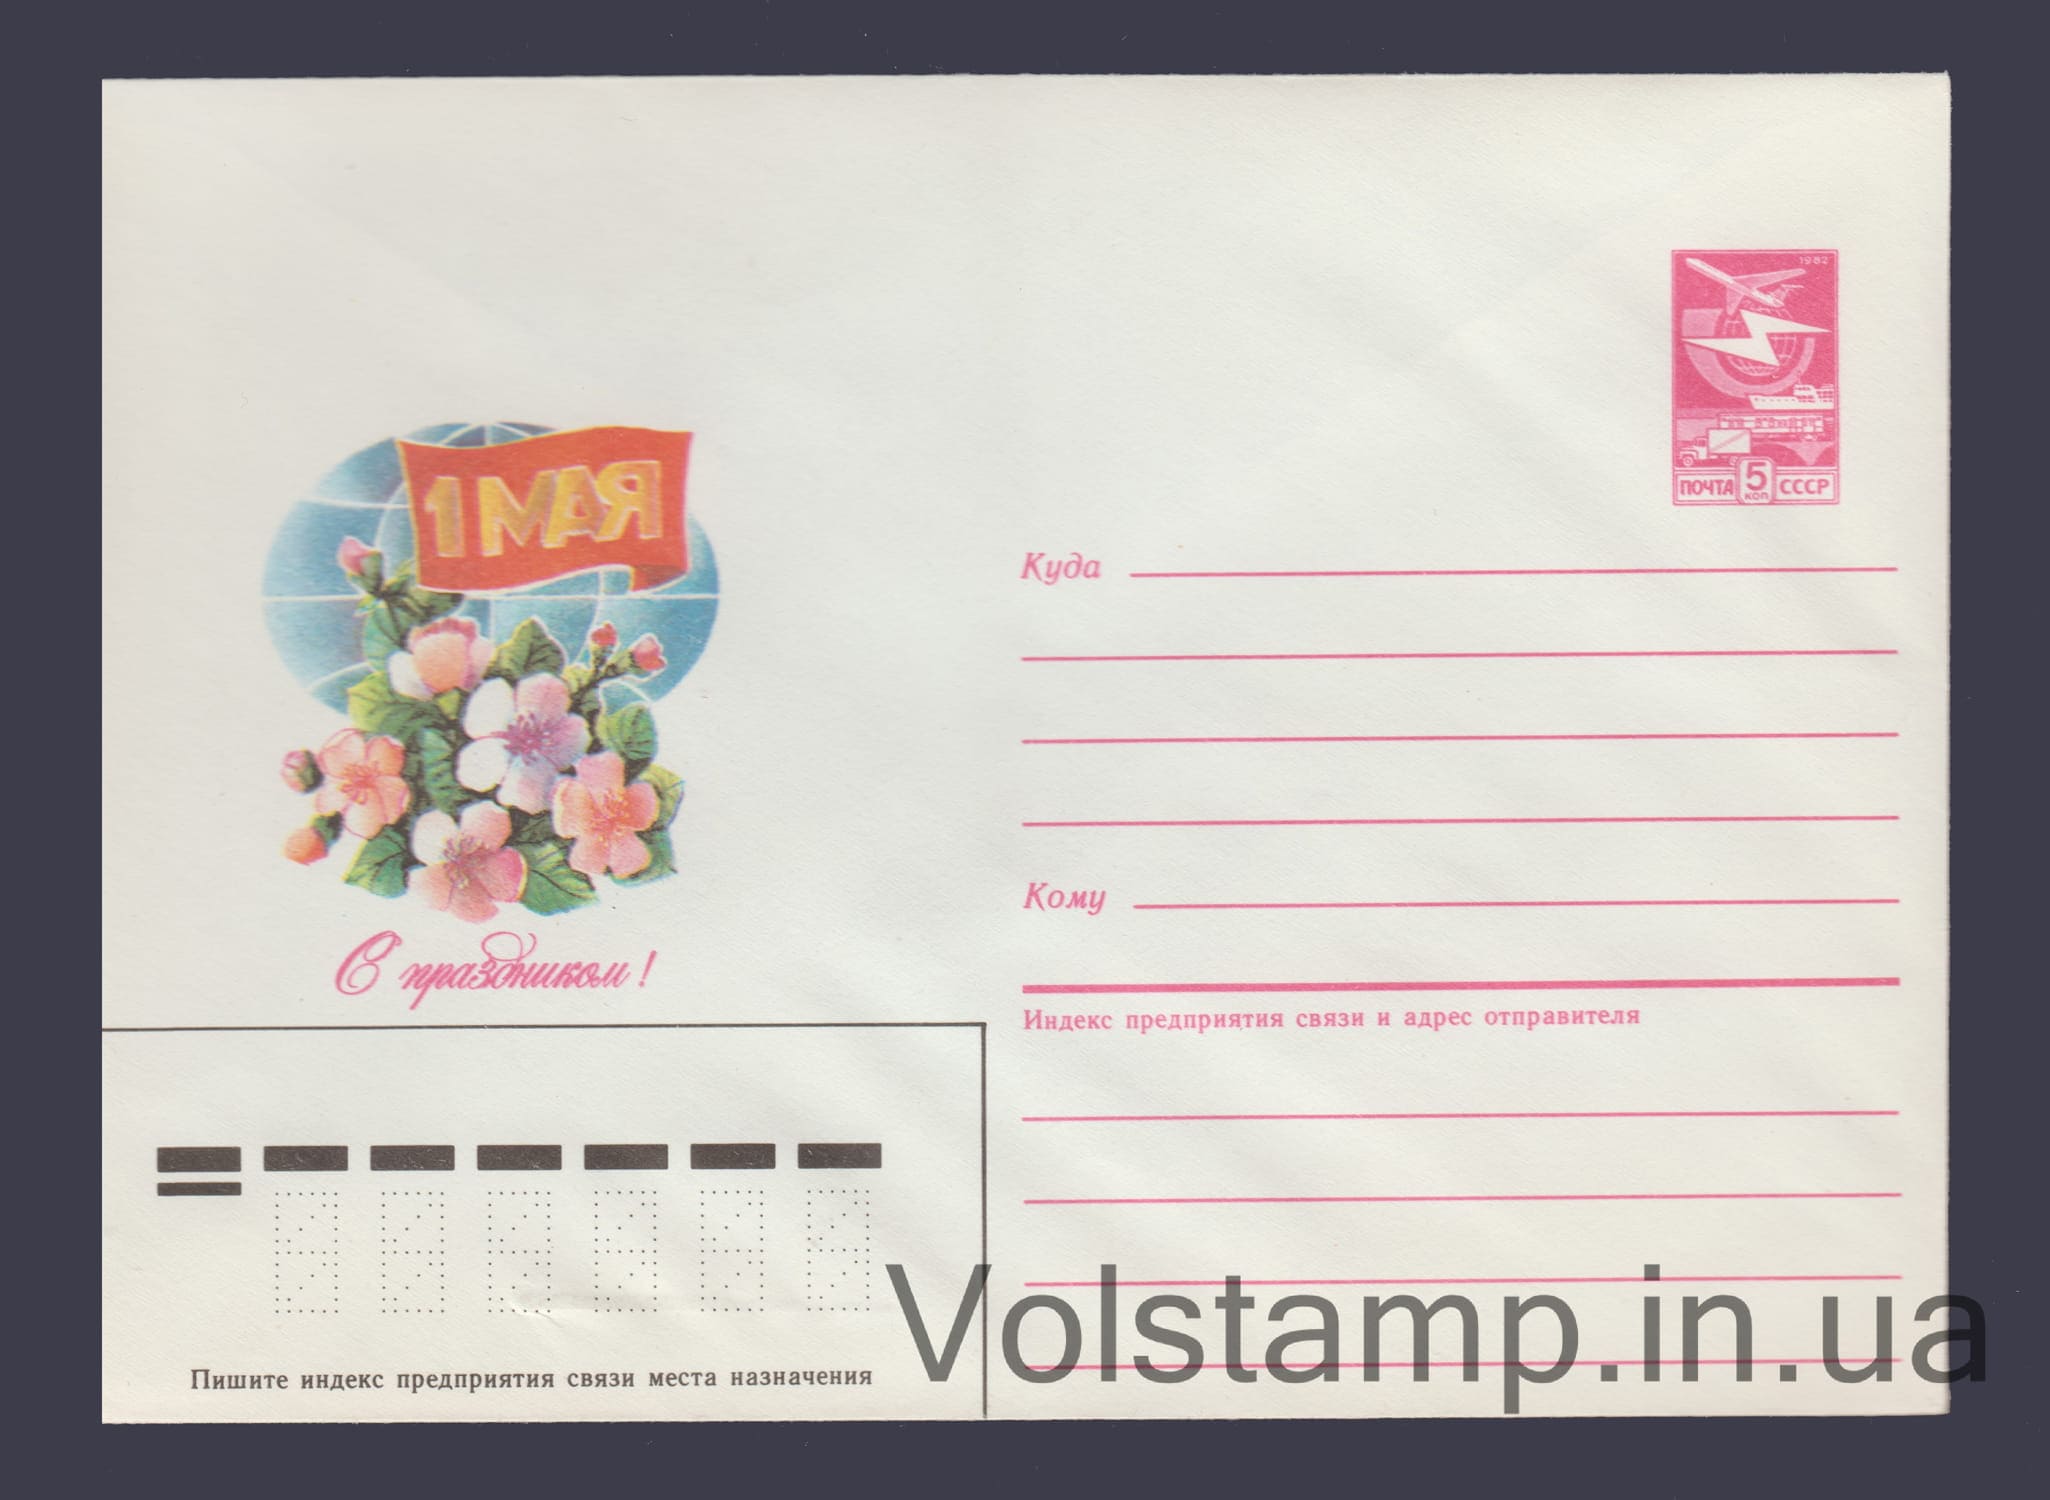 1982
ПОЧТА 5 КОП СССР
1 МАЯ
С праздником!
Куда
Кому
Индекс предприятия связи и адрес отправителя
Пишите индекс предприятия связи места назначения
Volstamp.in.ua